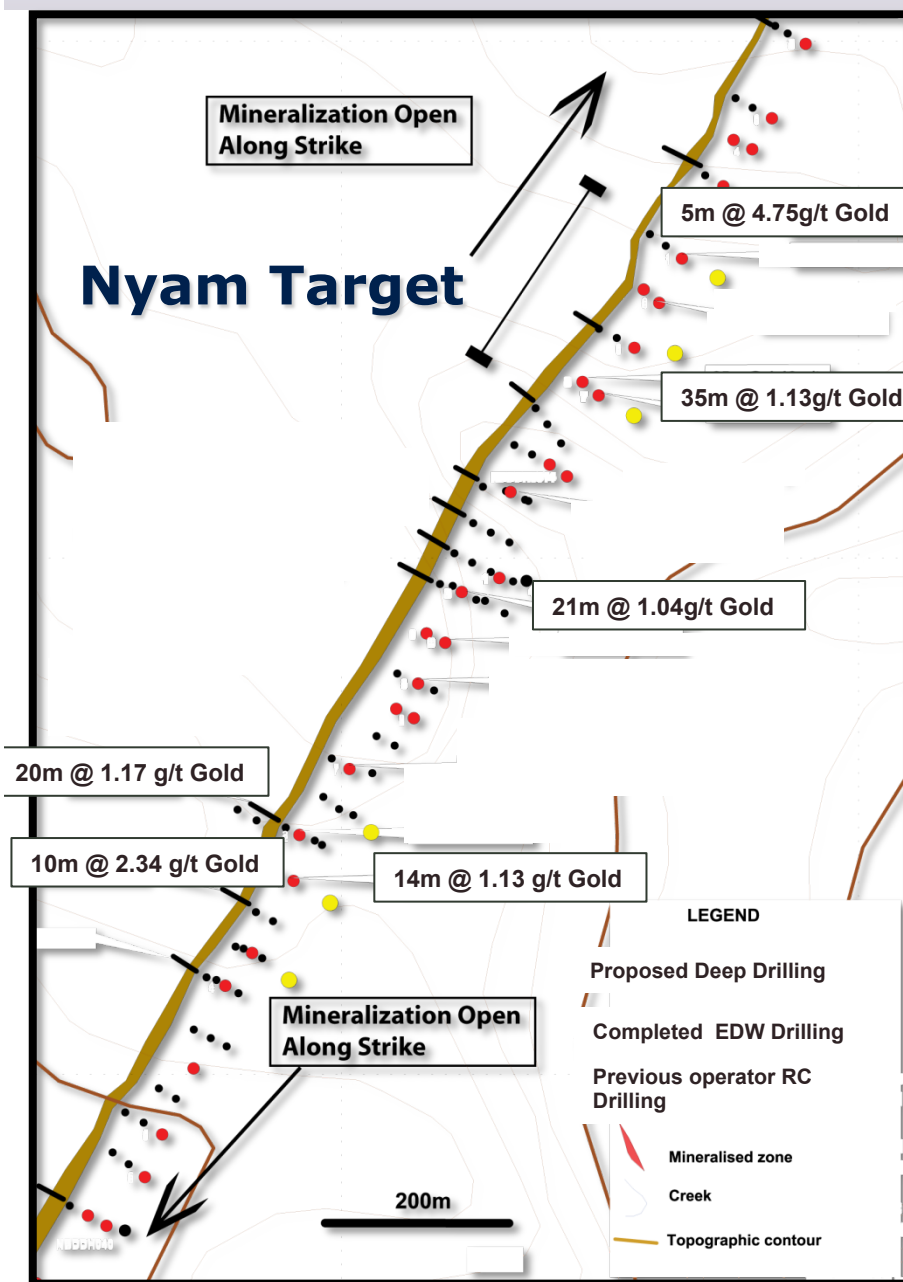 Mineralization Open
Along Strike
5m @ 4.75g/t Gold
Nyam Target
35m @ 1.13g/t Gold
21m @ 1.04g/t Gold
20m @ 1.17 g/t Gold
10m @ 2.34 g/t Gold
14m @ 1.13 g/t Gold
LEGEND
Proposed Deep Drilling
Mineralization Open
Along Strike
Completed EDW Drilling
Previous operator RC
Drilling
Mineralised zone
Creek
200m
Topographic contour